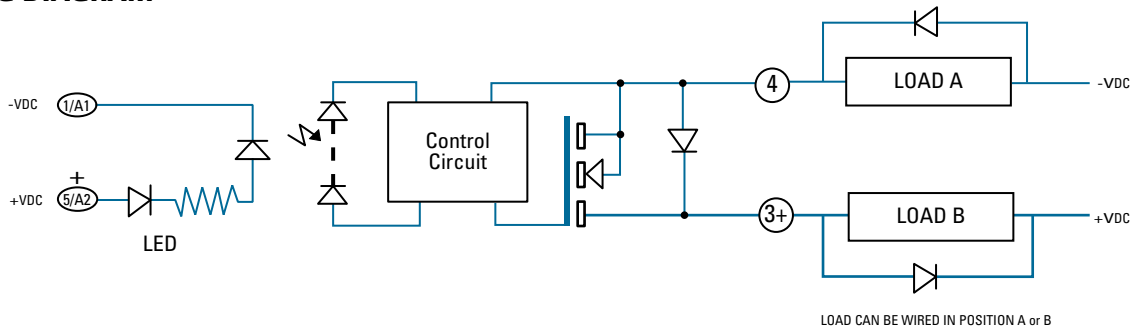 4
LOAD A
-VDC
-VDC
1/A1
Control
Circuit
+
+VDC
5/A2
LED
3+
LOAD B
+VDC
LOAD CAN BE WIRED IN POSITION A or B